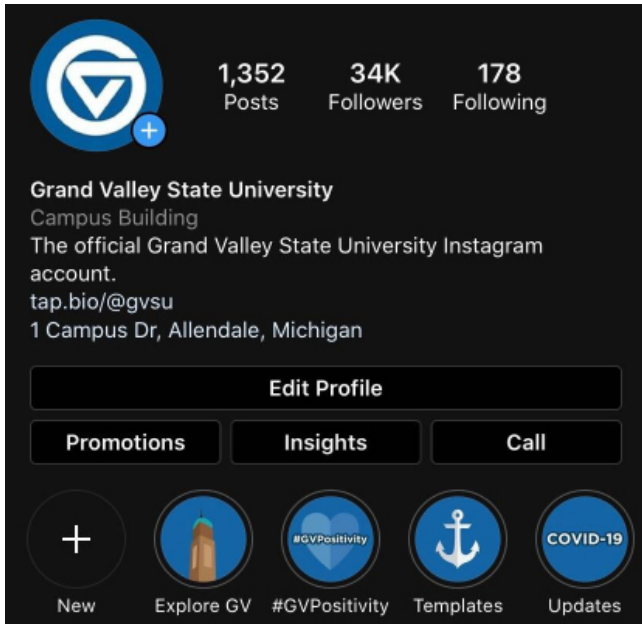 1,352 34K 178
Posts Followers Following
Grand Valley State University
Campus Building
The official Grand Valley State University Instagram
account.
tap.bio/@gvsu
1 Campus Dr, Allendale, Michigan
Edit Profile
Promotions Insights Call
#GVPositivity COVID-19
New Explore GV #GVPositivity Templates Updates